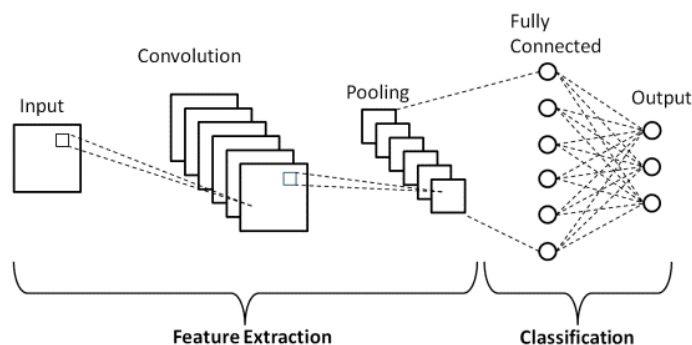 Fully
Connected
Convolution
Pooling
Input
Output
Feature Extraction
Classification